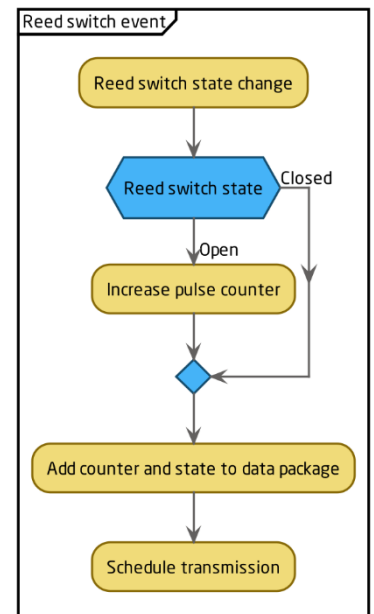 Reed switch event
Reed switch state change
Reed switch state
Closed
Open
Increase pulse counter
Add counter and state to data package
Schedule transmission